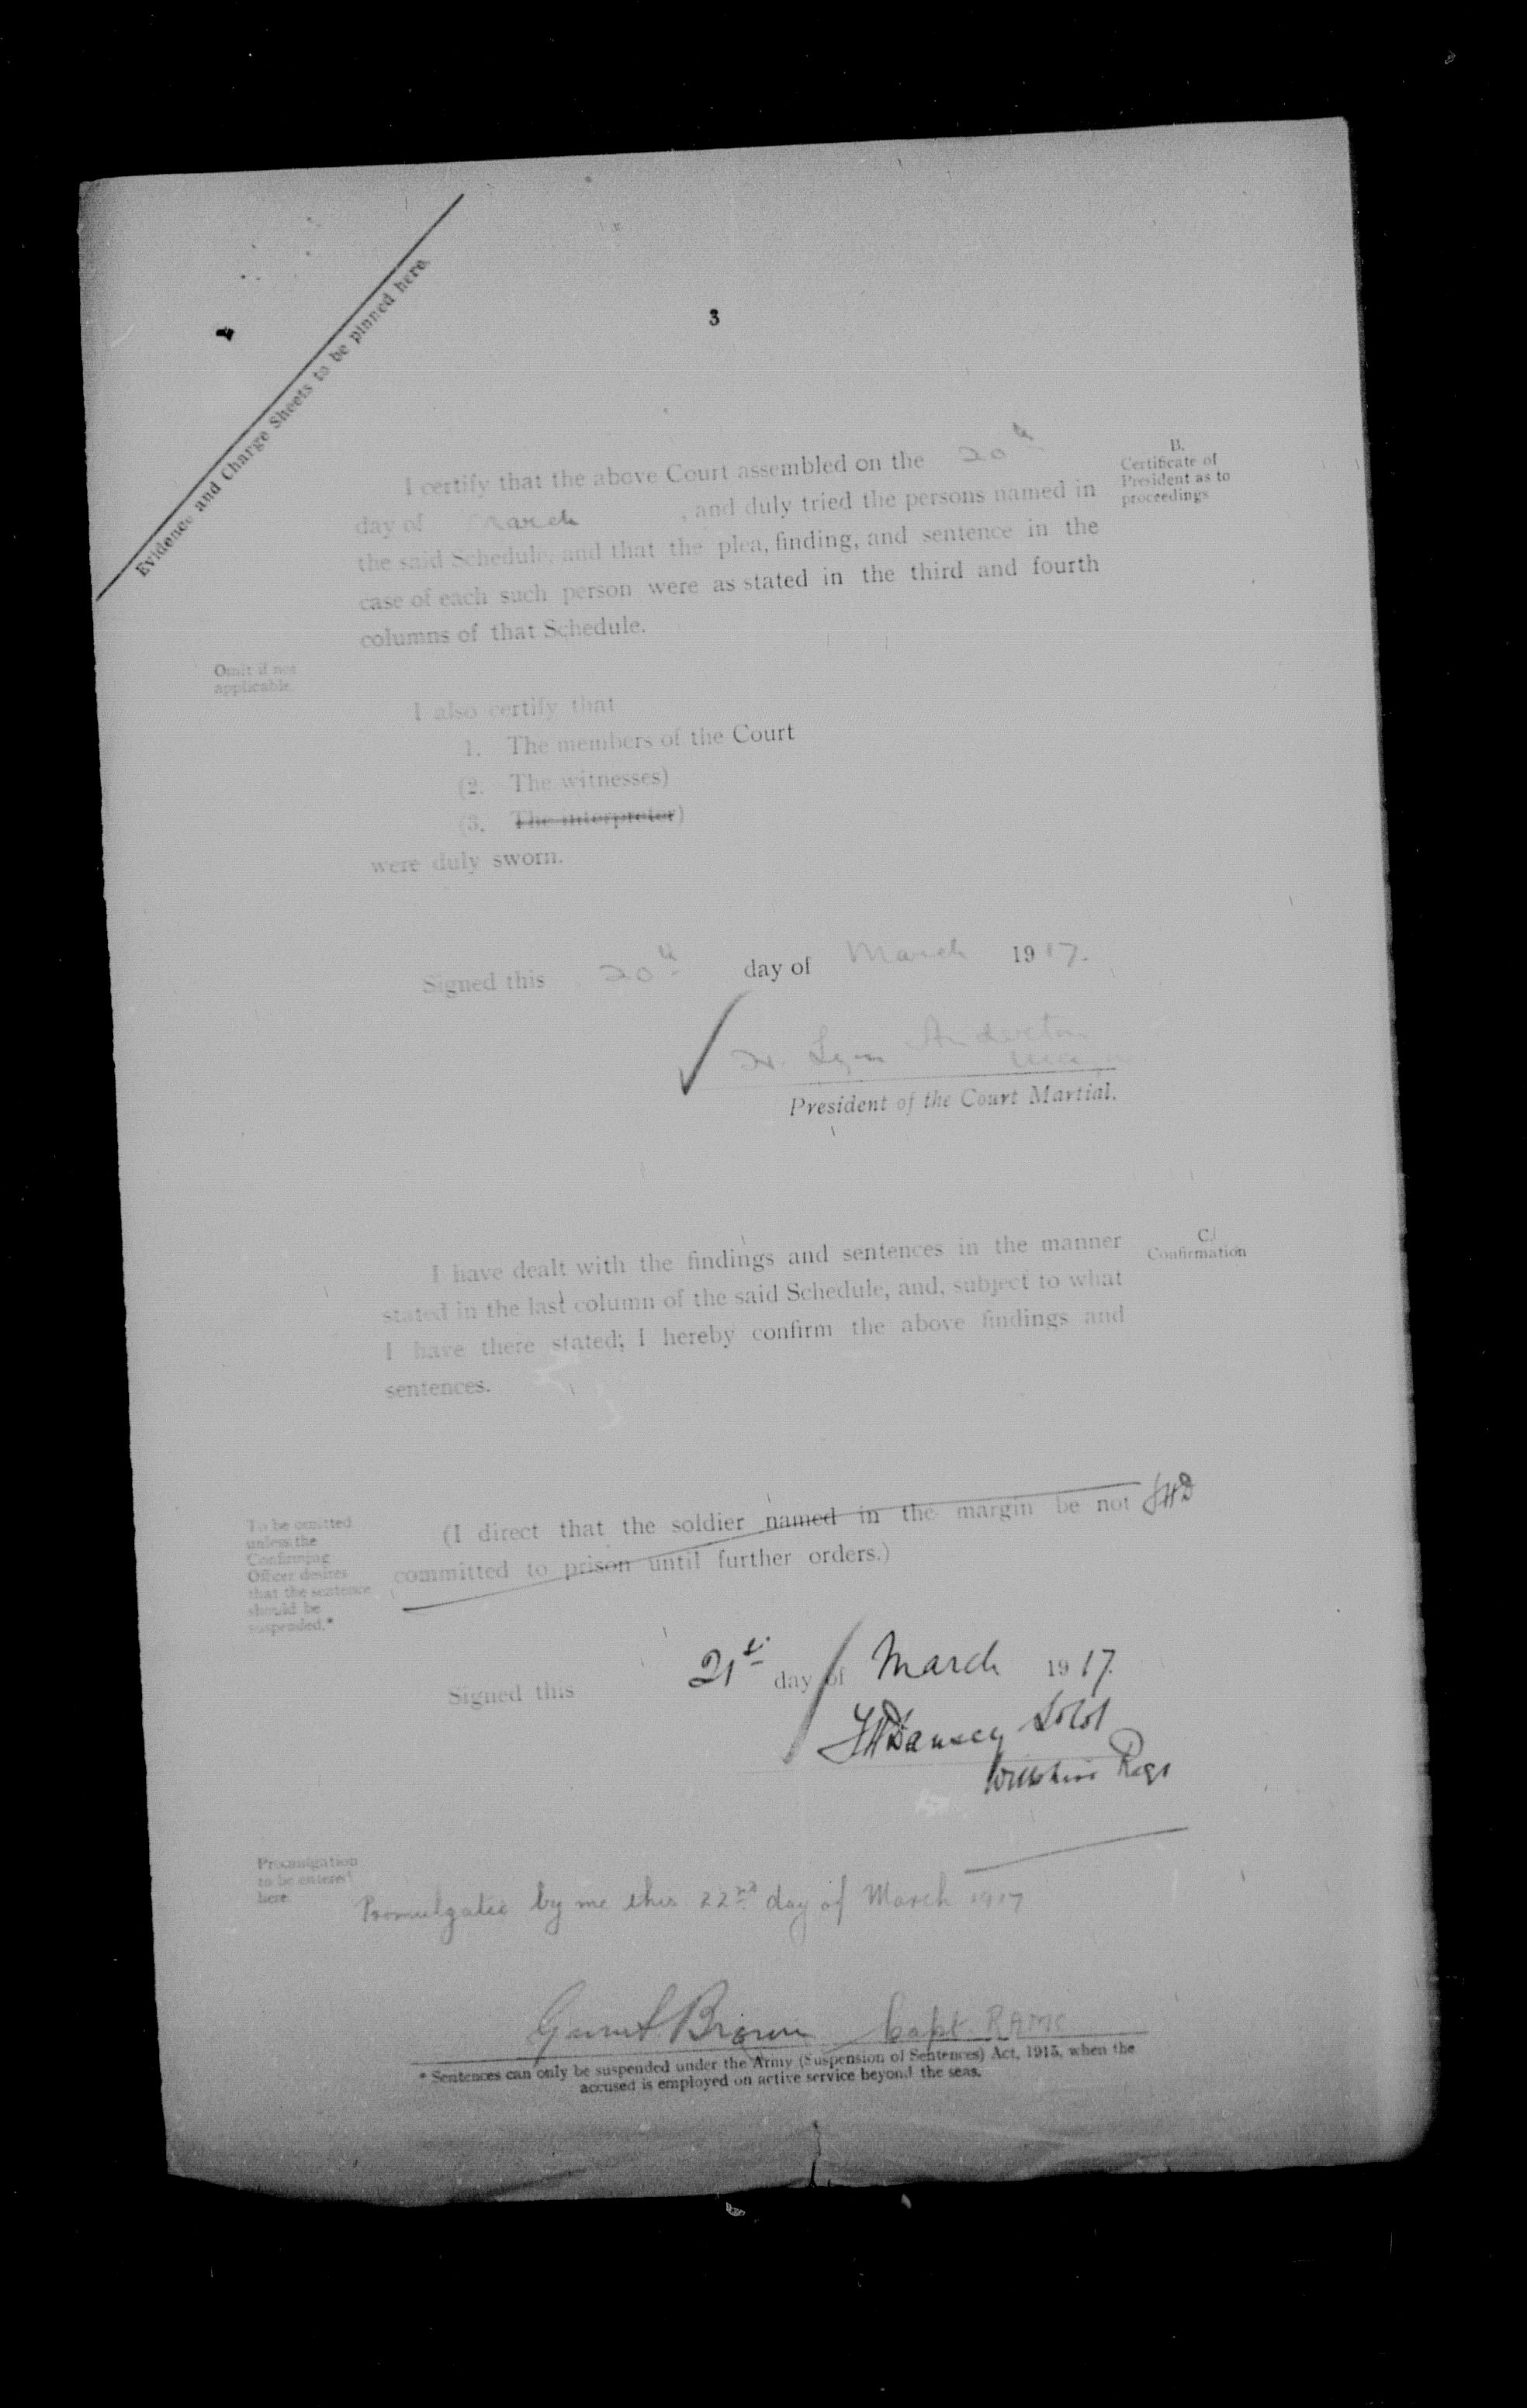 Evidence and Charge Sheets to be pinned here.
3
I certify that the above Court assembled on the 20th
day of March, and duly tried the persons named in
the said Schedule, and that the plea, finding, and sentence in the
case of each such person were as stated in the third and fourth
columns of that Schedule.
B.
Certificate of
President as to
proceedings
Omit if not
applicable.
I also certify that
1. The members of the Court
(2. The witnesses)
(3. The interpreter)
were duly sworn.
Signed this 20th day of March 1917.
Lynn Anderton
Major
President of the Court Martial.
I have dealt with the findings and sentences in the manner
stated in the last column of the said Schedule, and, subject to what
I have there stated, I hereby confirm the above findings and
sentences.
C.
Confirmation
To be omitted
unless the
Confirming
Officer desires
that the sentence
should be
suspended.*
(I direct that the soldier named in the margin be not
committed to prison until further orders.)
Signed this 21st day of March 1917.
Wiltshire Regt
Promulgation
to be entered
here.
Promulgated by me this 22nd day of March 1917
Brown Capt. RAMC
* Sentences can only be suspended under the Army (Suspension of Sentences) Act, 1915, when the
accused is employed on active service beyond the seas.